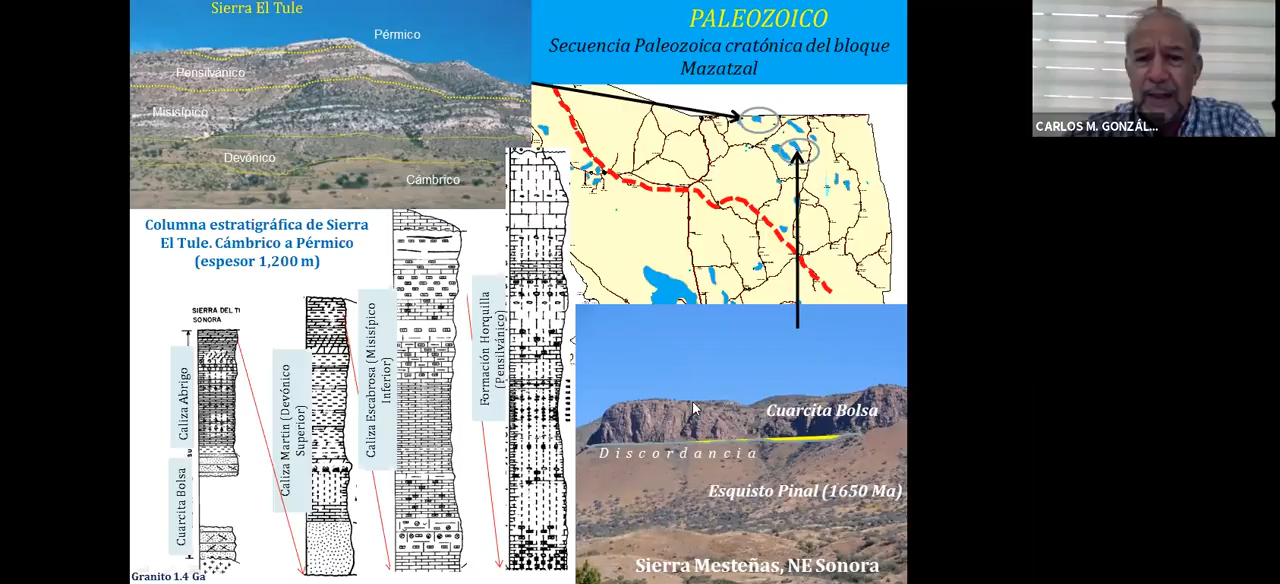 Sierra El Tule
Pérmico
Pensilvánico
Misisípico
Devónico
Cámbrico
PALEOZOICO
Secuencia Paleozoica cratónica del bloque
Mazatzal
CARLOS M. GONZÁL...
Columna estratigráfica de Sierra
El Tule. Cámbrico a Pérmico
(espesor 1,200 m)
SIERRA DEL TI
SONORA
Caliza Abrigo
Cuarcita Bolsa
Caliza Martin (Devónico
Superior)
Caliza Escabrosa (Misisípico
Inferior)
Formación Horquilla
(Pensilvánico)
Granito 1.4 Ga
Cuarcita Bolsa
Discordancia
Esquisto Pinal (1650 Ma)
Sierra Mesteñas, NE Sonora